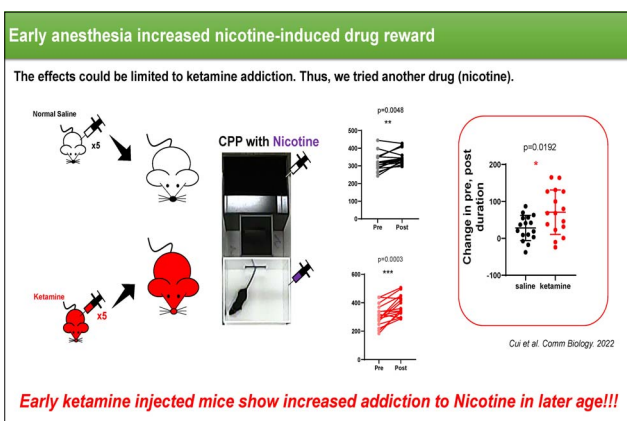 Early anesthesia increased nicotine-induced drug reward
The effects could be limited to ketamine addiction. Thus, we tried another drug (nicotine).
Normal Saline
x5
Ketamine
x5
CPP with Nicotine
p=0.0048
**
500
400
300
200
100
0
Pre Post
p=0.0003
***
600
400
200
0
Pre Post
Change in pre, post
duration
p=0.0192
*
200
100
0
-100
saline ketamine
Cui et al. Comm Biology. 2022
Early ketamine injected mice show increased addiction to Nicotine in later age!!!